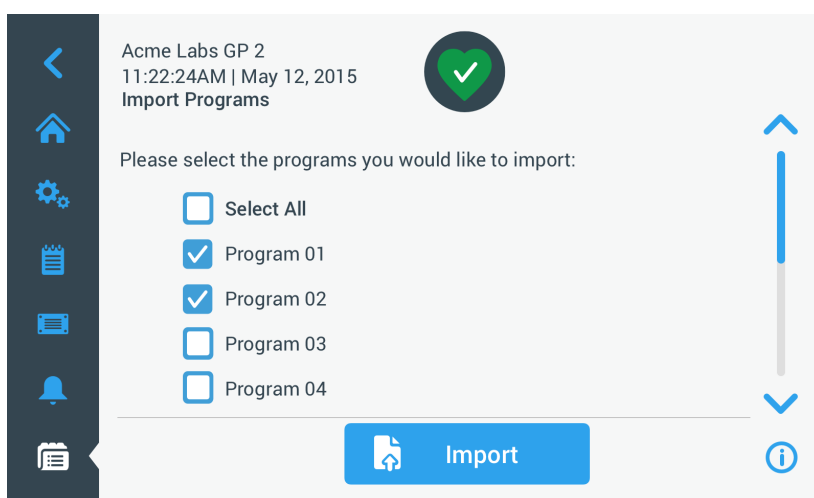 Acme Labs GP 2
11:22:24AM | May 12, 2015
Import Programs
Please select the programs you would like to import:
Select All
Program 01
Program 02
Program 03
Program 04
Import